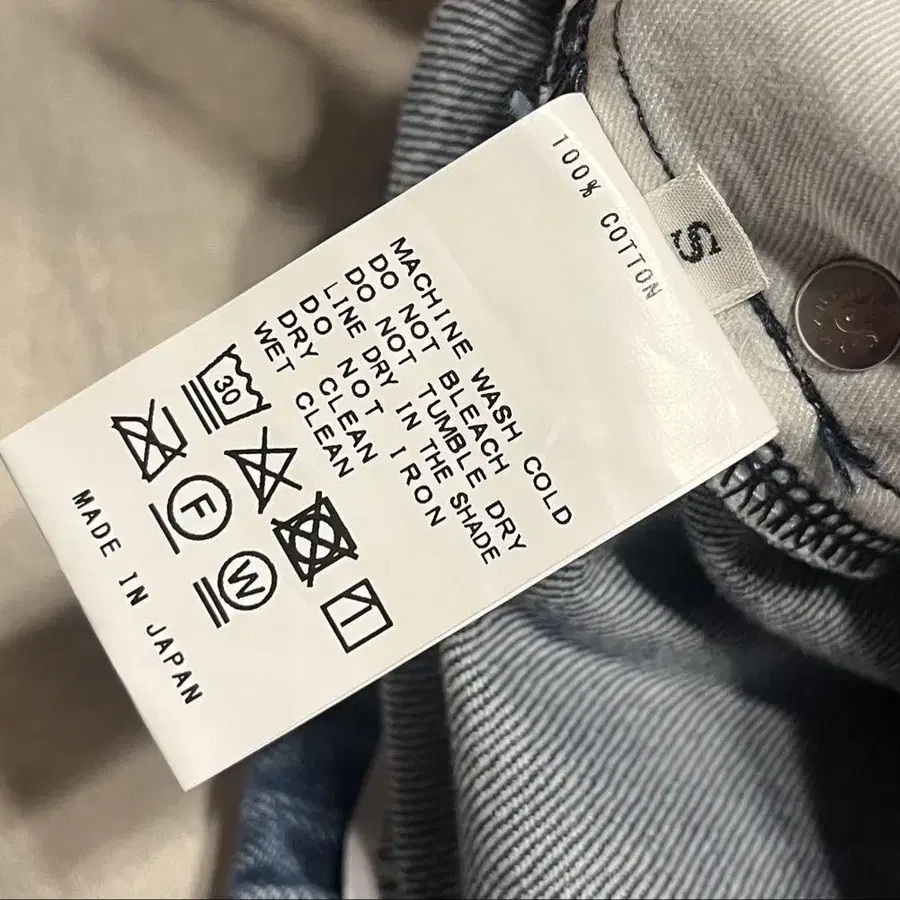 100% COTTON
S
MACHINE WASH COLD
DO NOT BLEACH
DO NOT TUMBLE DRY
LINE DRY IN THE SHADE
DO NOT IRON
DRY CLEAN
WET CLEAN
30
F
W
MADE IN JAPAN